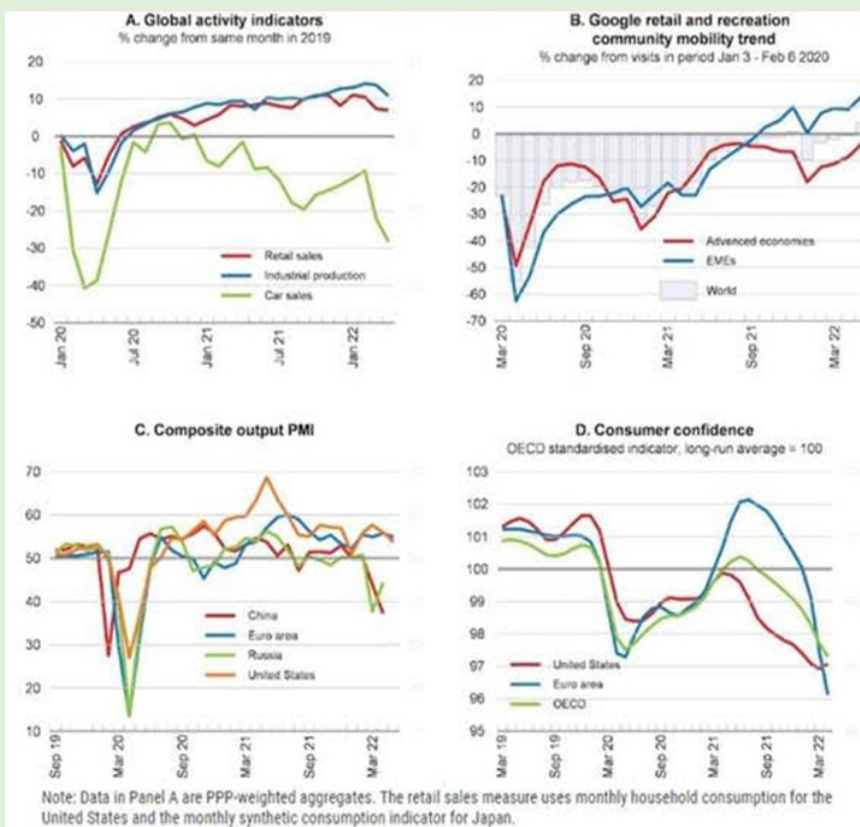 A. Global activity indicators
% change from same month in 2019
20
10
0
-10
-20
-30
-40
-50
Retail sales
Industrial production
Car sales
Jan 20
Jul 20
Jan 21
Jul 21
Jan 22
B. Google retail and recreation
community mobility trend
% change from visits in period Jan 3 - Feb 6 2020
20
10
0
-10
-20
-30
-40
-50
-60
-70
Advanced economies
EMEs
World
Mar 20
Sep 20
Mar 21
Sep 21
Mar 22
C. Composite output PMI
70
60
50
40
30
20
10
China
Euro area
Russia
United States
Sep 19
Mar 20
Sep 20
Mar 21
Sep 21
Mar 22
D. Consumer confidence
OECD standardised indicator, long-run average = 100
103
102
101
100
99
98
97
96
95
United States
Euro area
OECD
Mar 19
Sep 19
Mar 20
Sep 20
Mar 21
Sep 21
Mar 22
Note: Data in Panel A are PPP-weighted aggregates. The retail sales measure uses monthly household consumption for the
United States and the monthly synthetic consumption indicator for Japan.